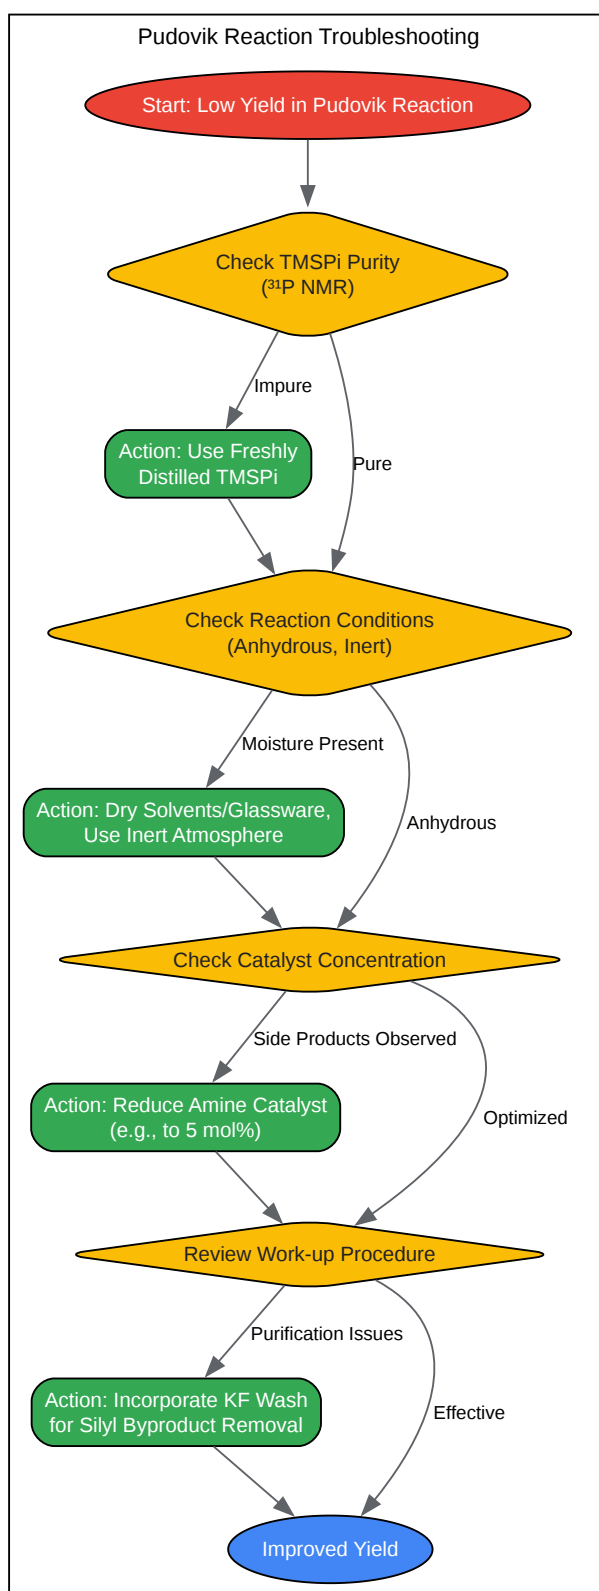 Pudovik Reaction Troubleshooting
Start: Low Yield in Pudovik Reaction
Check TMSPi Purity
(³¹P NMR)
Impure
Action: Use Freshly
Distilled TMSPi
Pure
Check Reaction Conditions
(Anhydrous, Inert)
Moisture Present
Action: Dry Solvents/Glassware,
Use Inert Atmosphere
Anhydrous
Check Catalyst Concentration
Side Products Observed
Action: Reduce Amine Catalyst
(e.g., to 5 mol%)
Optimized
Review Work-up Procedure
Purification Issues
Action: Incorporate KF Wash
for Silyl Byproduct Removal
Effective
Improved Yield